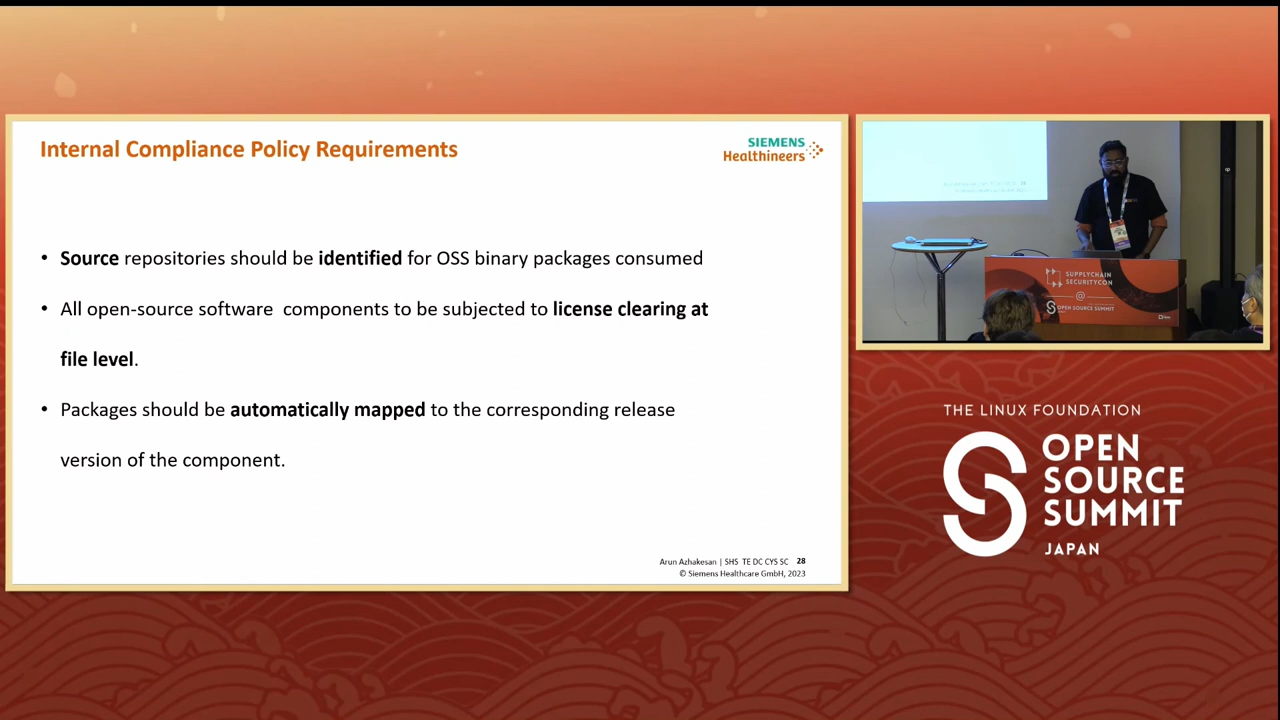 Internal Compliance Policy Requirements
SIEMENS
Healthineers
• Source repositories should be identified for OSS binary packages consumed
• All open-source software components to be subjected to license clearing at
file level.
• Packages should be automatically mapped to the corresponding release
version of the component.
Arun Azhakesan | SHS TE DC CYS SC 28
© Siemens Healthcare GmbH, 2023
SUPPLYCHAIN
SECURITYCON
@
OPEN SOURCE SUMMIT
THE LINUX FOUNDATION
OPEN
SOURCE
SUMMIT
JAPAN